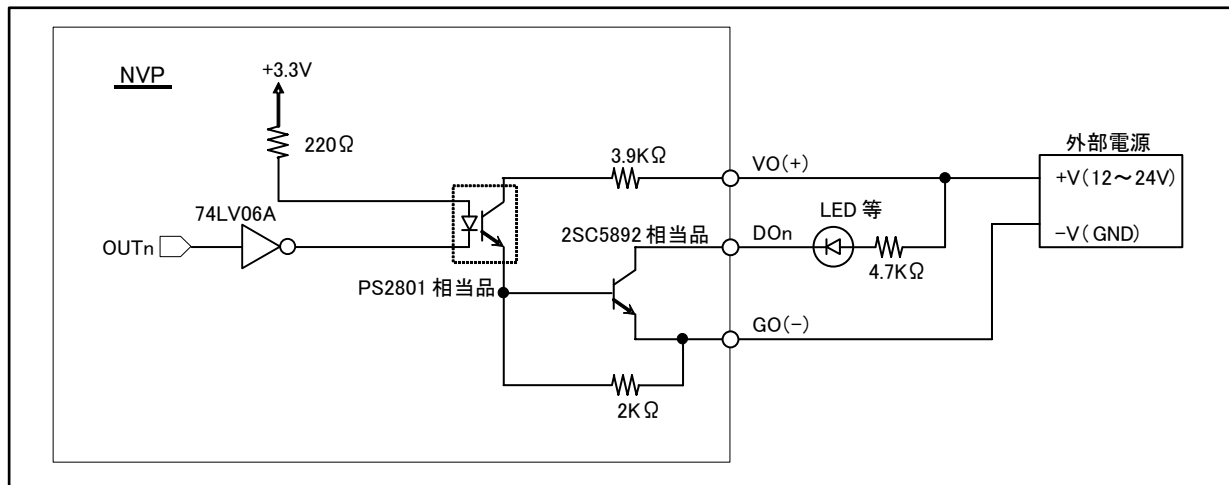 NVP
+3.3V
220Ω
3.9KΩ
VO(+)
外部電源
+V(12～24V)
-V(GND)
74LV06A
OUTn
LED 等
2SC5892 相当品
DOn
4.7KΩ
PS2801 相当品
GO(-)
2KΩ